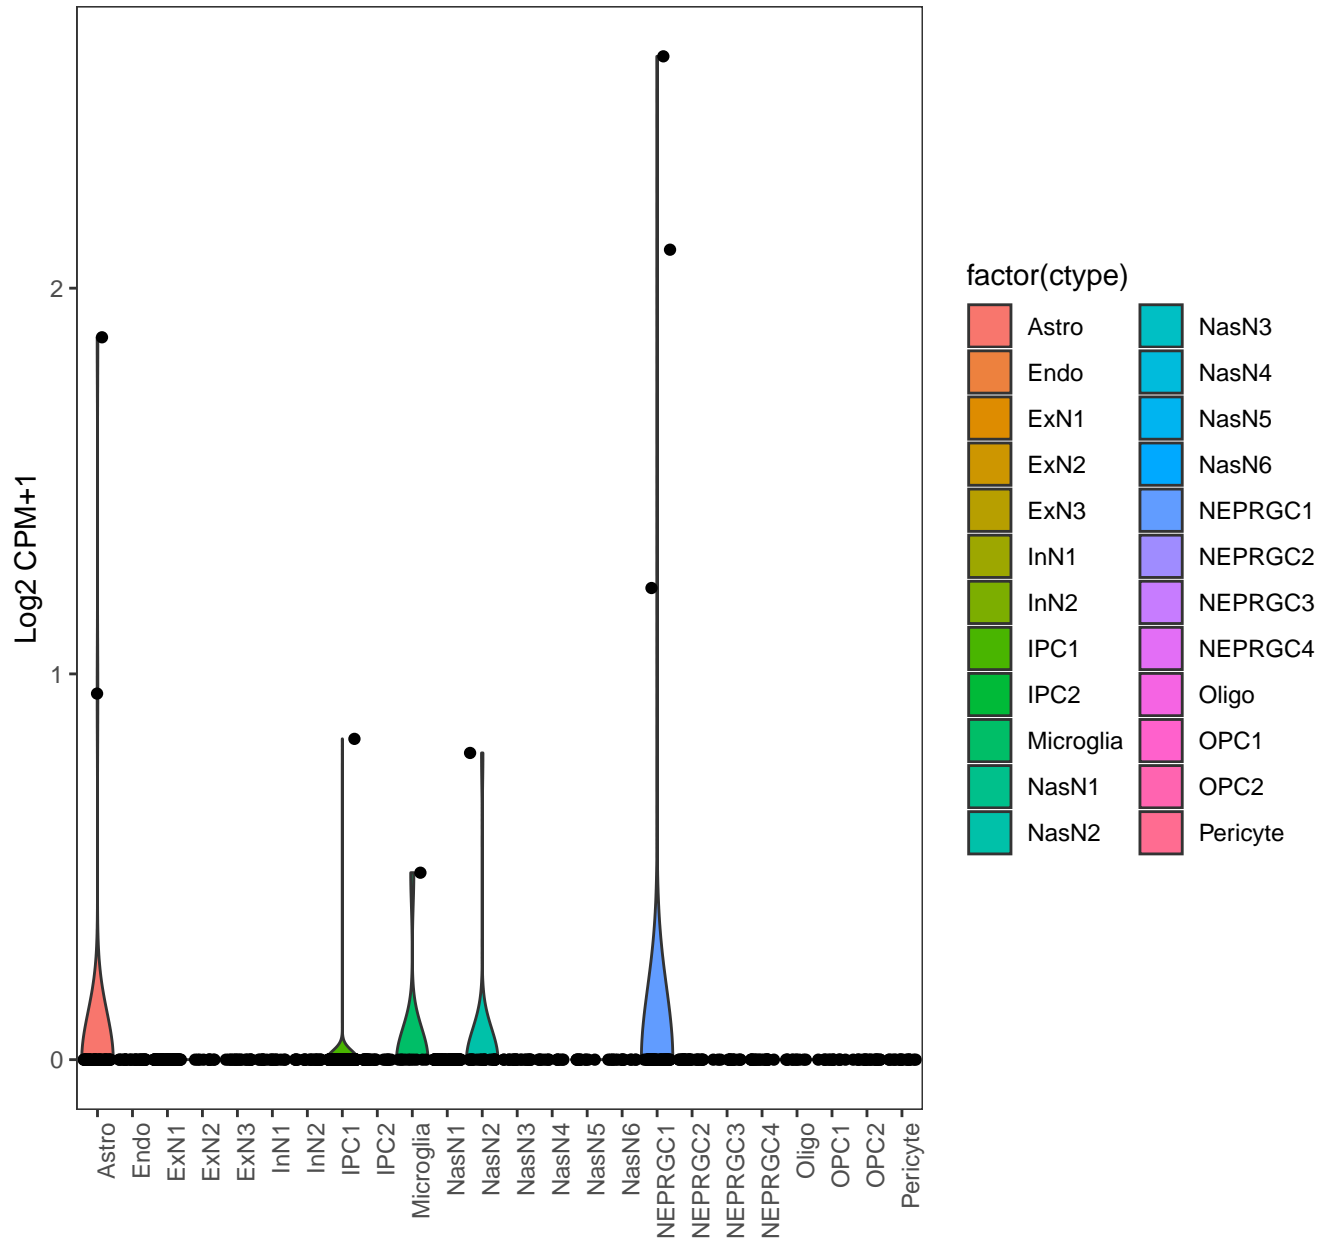 Log2 CPM+1
2
1
0
Astro
Endo
ExN1
ExN2
ExN3
InN1
InN2
IPC1
IPC2
Microglia
NasN1
NasN2
NasN3
NasN4
NasN5
NasN6
NEPRGC1
NEPRGC2
NEPRGC3
NEPRGC4
Oligo
OPC1
OPC2
Pericyte
factor(ctype)
Astro
Endo
ExN1
ExN2
ExN3
InN1
InN2
IPC1
IPC2
Microglia
NasN1
NasN2
NasN3
NasN4
NasN5
NasN6
NEPRGC1
NEPRGC2
NEPRGC3
NEPRGC4
Oligo
OPC1
OPC2
Pericyte